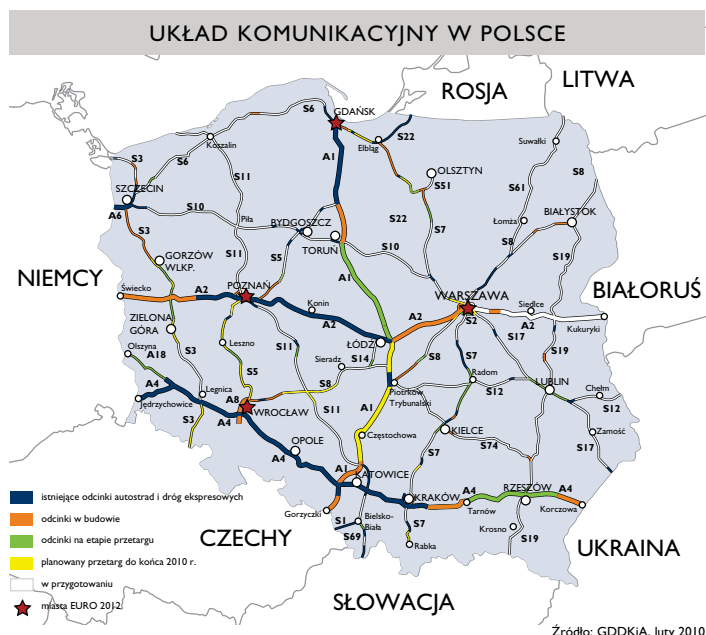 UKŁAD KOMUNIKACYJNY W POLSCE
LITWA
ROSJA
S6
GDAŃSK
Koszalin
S6
S3
Elbląg
S22
Suwałki
A1
S8
OLSZTYN
S51
S11
SZCZECIN
S61
S10
A6
Piła
BYDGOSZCZ
S22
Łomża
BIAŁYSTOK
S3
TORUŃ
S7
S8
S10
S11
S5
S19
GORZÓW
WLKP.
A1
NIEMCY
Świecko
A2
POZNAŃ
WARSZAWA
BIAŁORUŚ
Konin
A2
A2
S2
Siedlce
A2
Kukuryki
ZIELONA
GÓRA
Leszno
S11
ŁÓDŹ
S17
Olszyna
A18
S3
S14
S8
S7
S19
Sieradz
S5
S8
Radom
A4
Legnica
Piotrków
Trybunalski
S12
LUBLIN
Chełm
Jędrzychowice
A8
WROCŁAW
S11
A1
S12
S3
A4
KIELCE
Zamość
OPOLE
Częstochowa
S74
S17
A4
S7
A1
KATOWICE
RZESZÓW
KRAKÓW
A4
A4
Gorzyczki
Tarnów
Korczowa
S1
Bielsko-
Biała
S7
Krosno
S19
S69
Rabka
istniejące odcinki autostrad i dróg ekspresowych
odcinki w budowie
odcinki na etapie przetargu
planowany przetarg do końca 2010 r.
w przygotowaniu
miasta EURO 2012
CZECHY
UKRAINA
SŁOWACJA
Źródło: GDDKiA, luty 2010